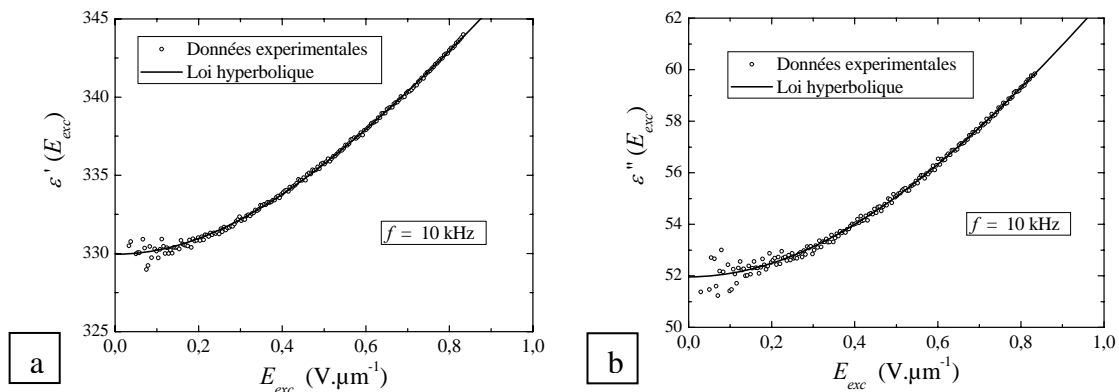 345
340
335
330
325
ε' (E_exc)
Données experimentales
Loi hyperbolique
f = 10 kHz
0,0 0,2 0,4 0,6 0,8 1,0
E_exc (V.µm⁻¹)
a
62
60
58
56
54
52
50
ε'' (E_exc)
Données experimentales
Loi hyperbolique
f = 10 kHz
0,0 0,2 0,4 0,6 0,8 1,0
E_exc (V.µm⁻¹)
b